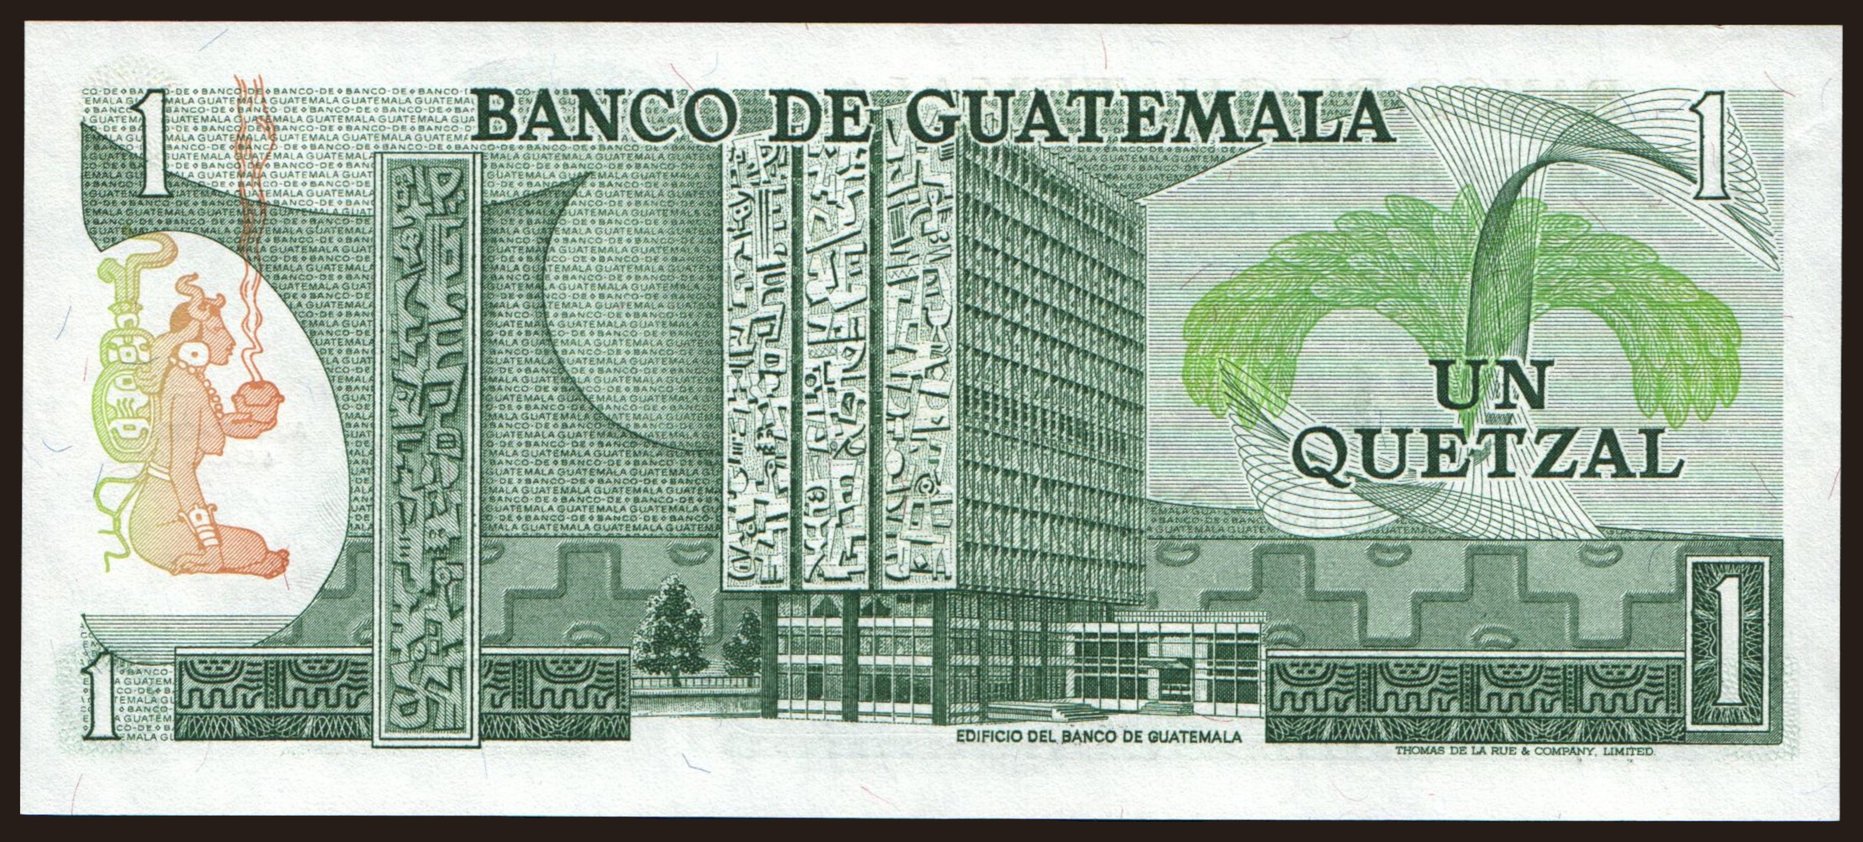 1
BANCO DE GUATEMALA
1
UN
QUETZAL
1
1
EDIFICIO DEL BANCO DE GUATEMALA
THOMAS DE LA RUE & COMPANY, LIMITED.